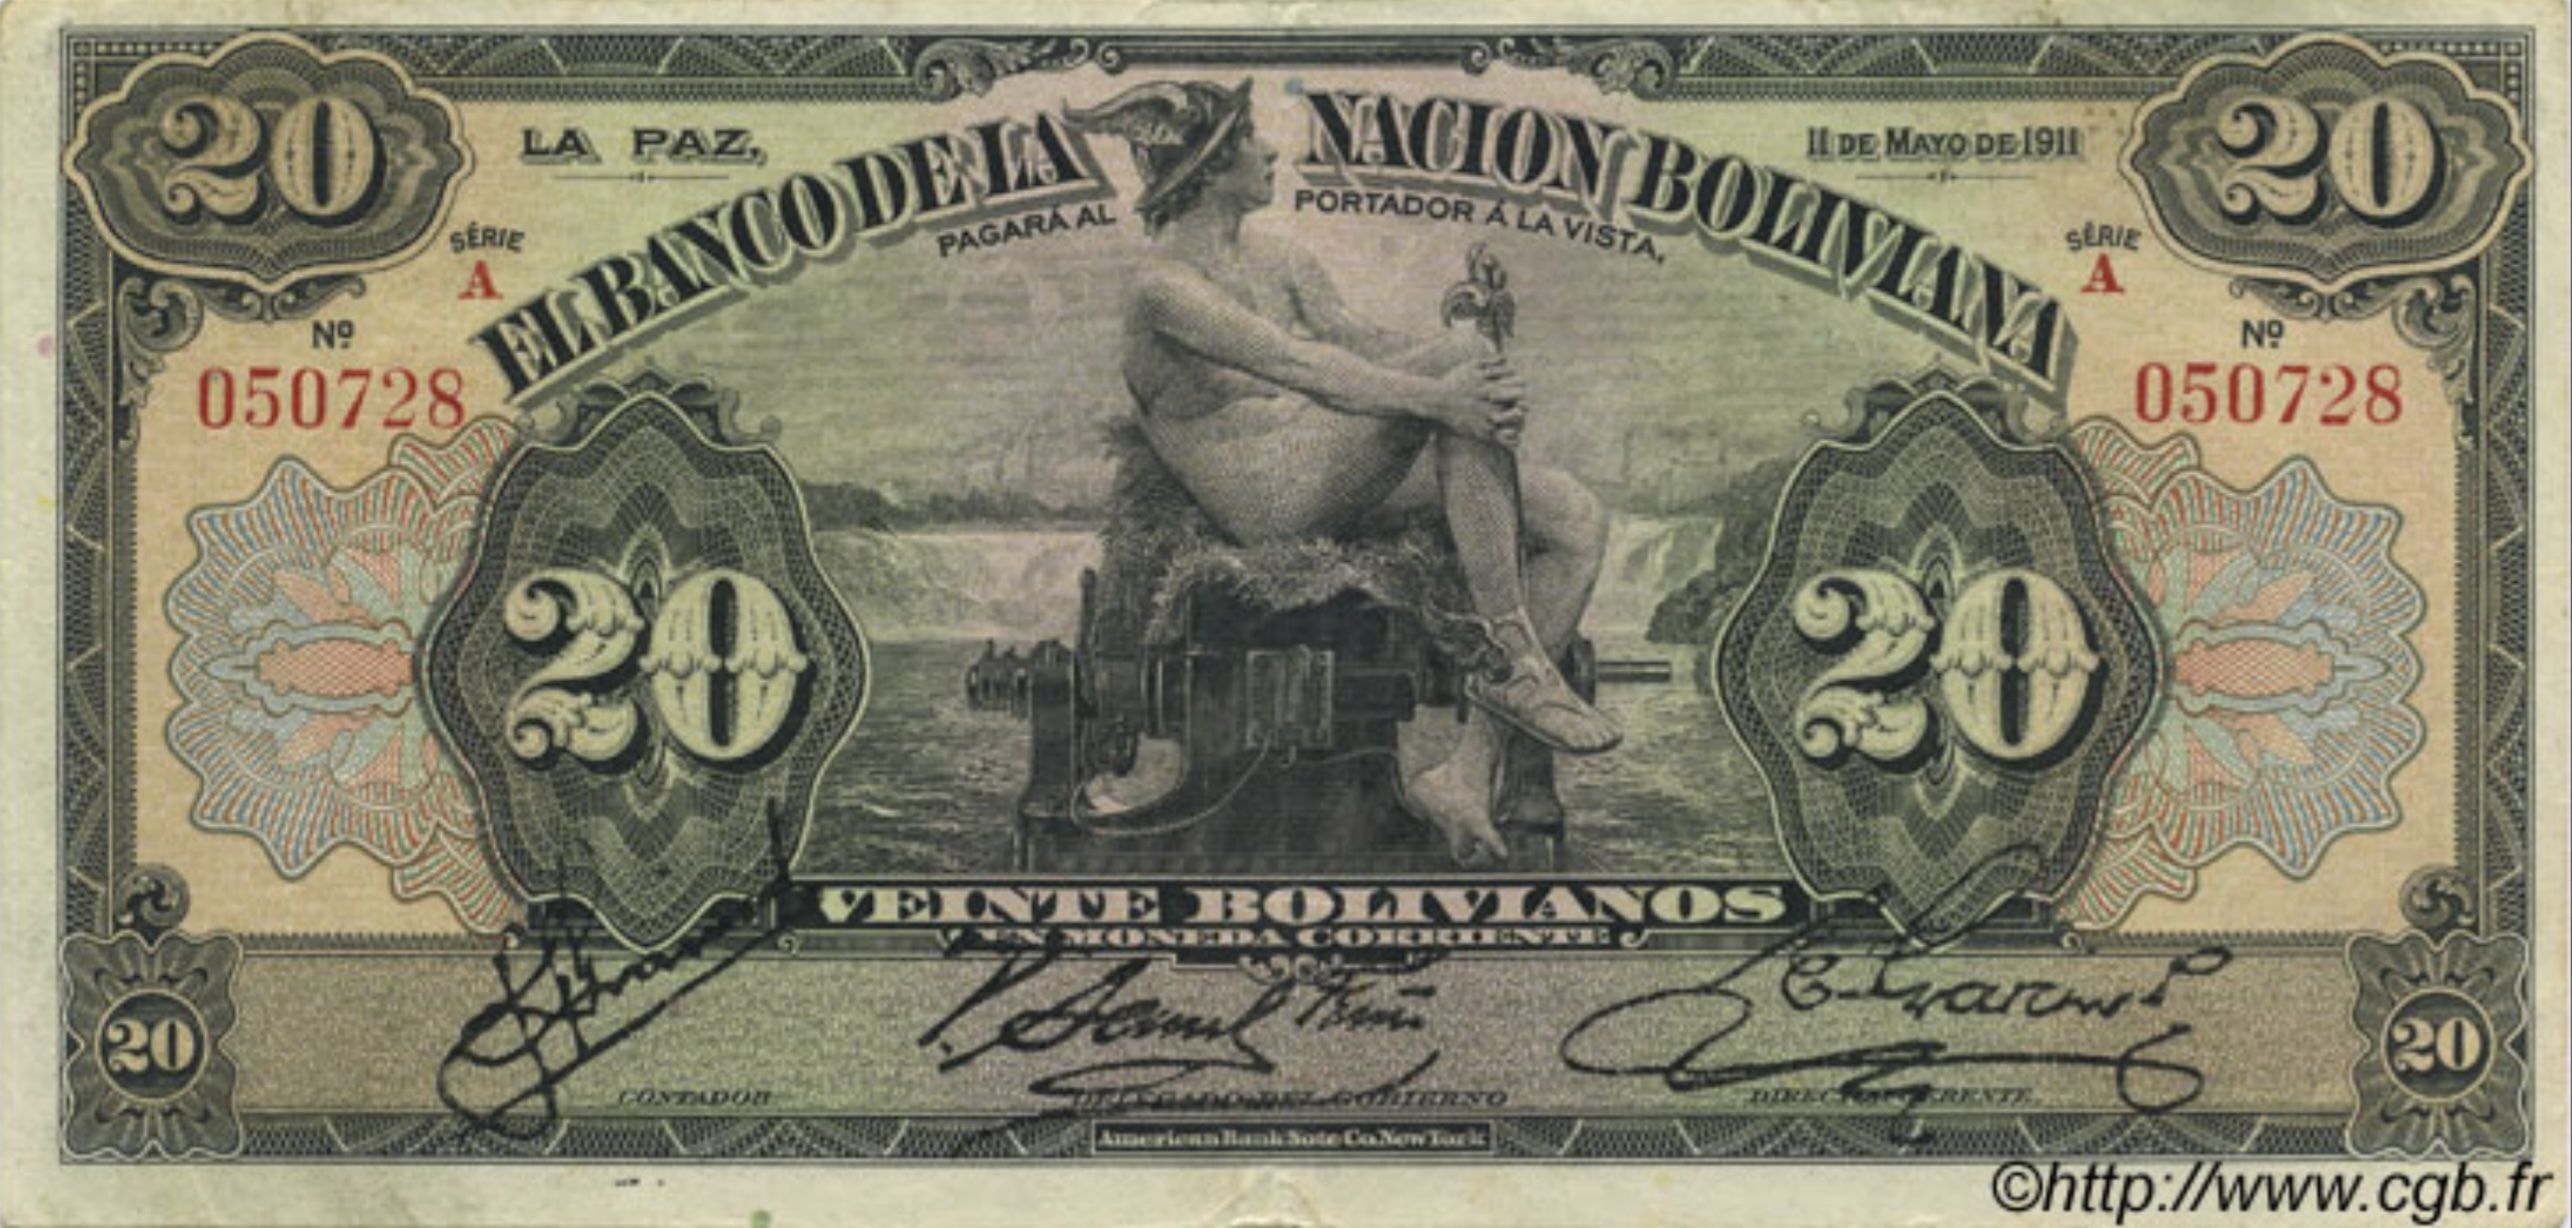 20
20
LA PAZ,
11 DE MAYO DE 1911
EL BANCO DE LA NACION BOLIVIANA
PAGARÁ AL PORTADOR Á LA VISTA,
SÉRIE
A
SÉRIE
A
Nº
050728
Nº
050728
20
20
VEINTE BOLIVIANOS
EN MONEDA CORRIENTE
20
20
CONTADOR
DELEGADO DEL GOBIERNO
DIRECTOR GERENTE.
American Bank Note Co. New York
©http://www.cgb.fr